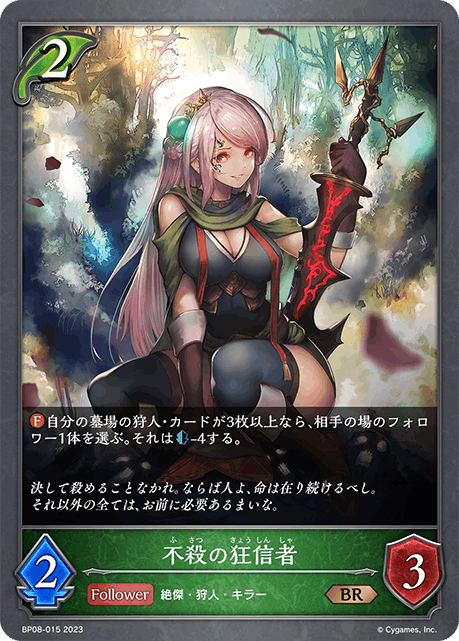 2
F自分の墓場の狩人・カードが3枚以上なら、相手の場のフォロ
ワー1体を選ぶ。それは-4する。
決して殺めることなかれ。ならば人よ、命は在り続けるべし。
それ以外の全ては、お前に必要あるまいな。
ふ さつ きょう しん しゃ
不殺の狂信者
2
Follower 絶傑・狩人・キラー BR
3
BP08-015 2023 © Cygames, Inc.